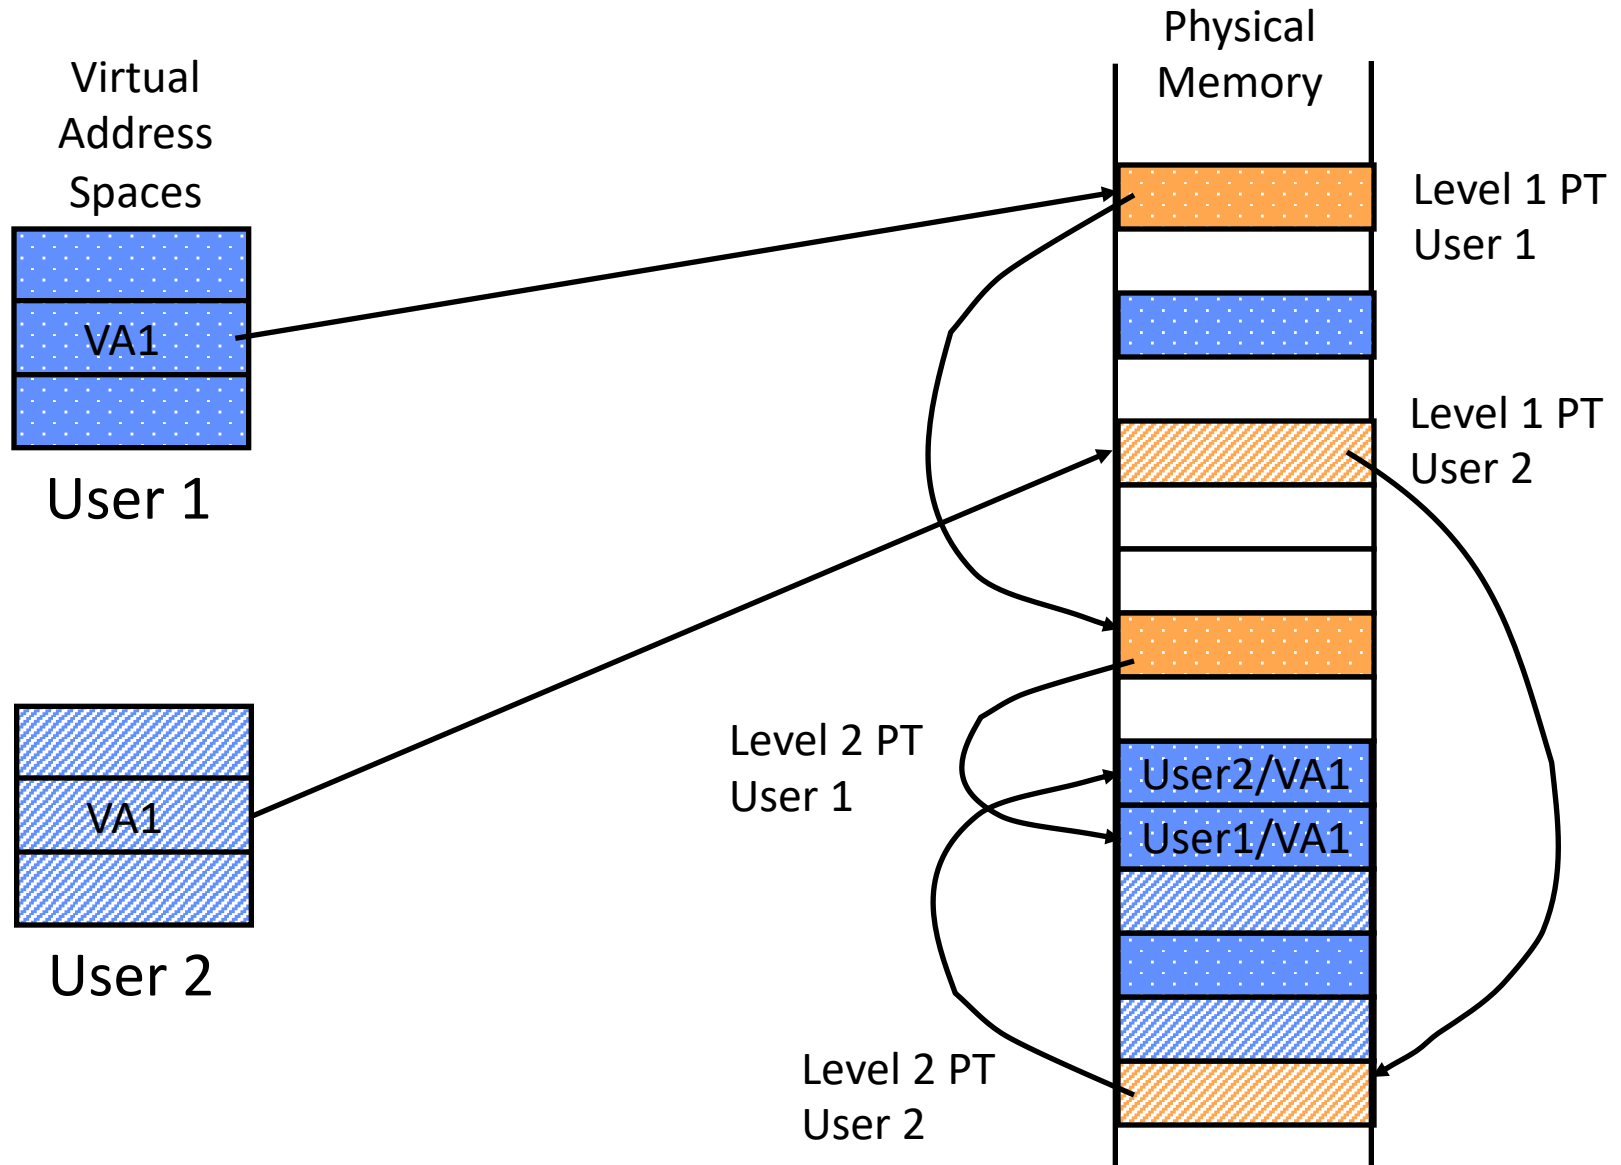 Virtual
Address
Spaces
VA1
User 1
VA1
User 2
Physical
Memory
Level 1 PT
User 1
Level 1 PT
User 2
Level 2 PT
User 1
User2/VA1
User1/VA1
Level 2 PT
User 2